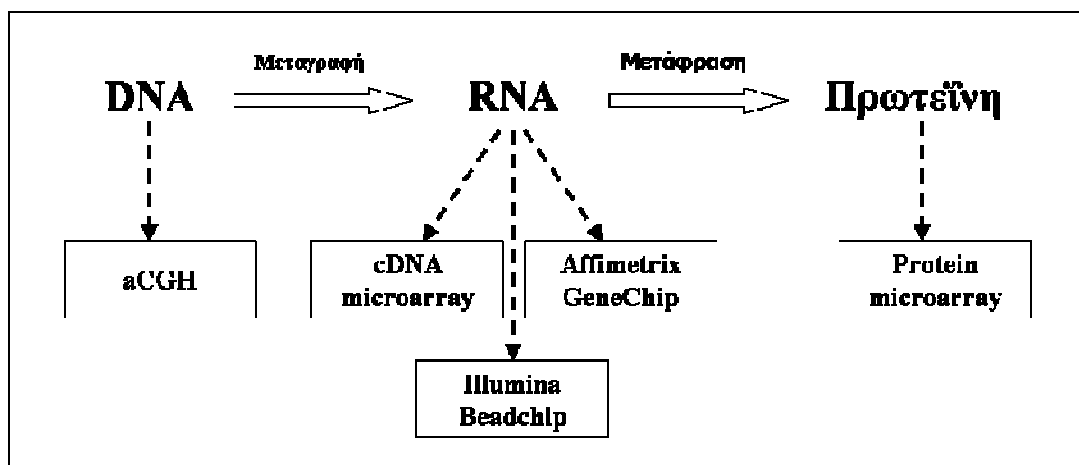 Μεταγραφή
Μετάφραση
DNA
RNA
Πρωτεΐνη
aCGH
cDNA
microarray
Affimetrix
GeneChip
Protein
microarray
Illumina
Beadchip